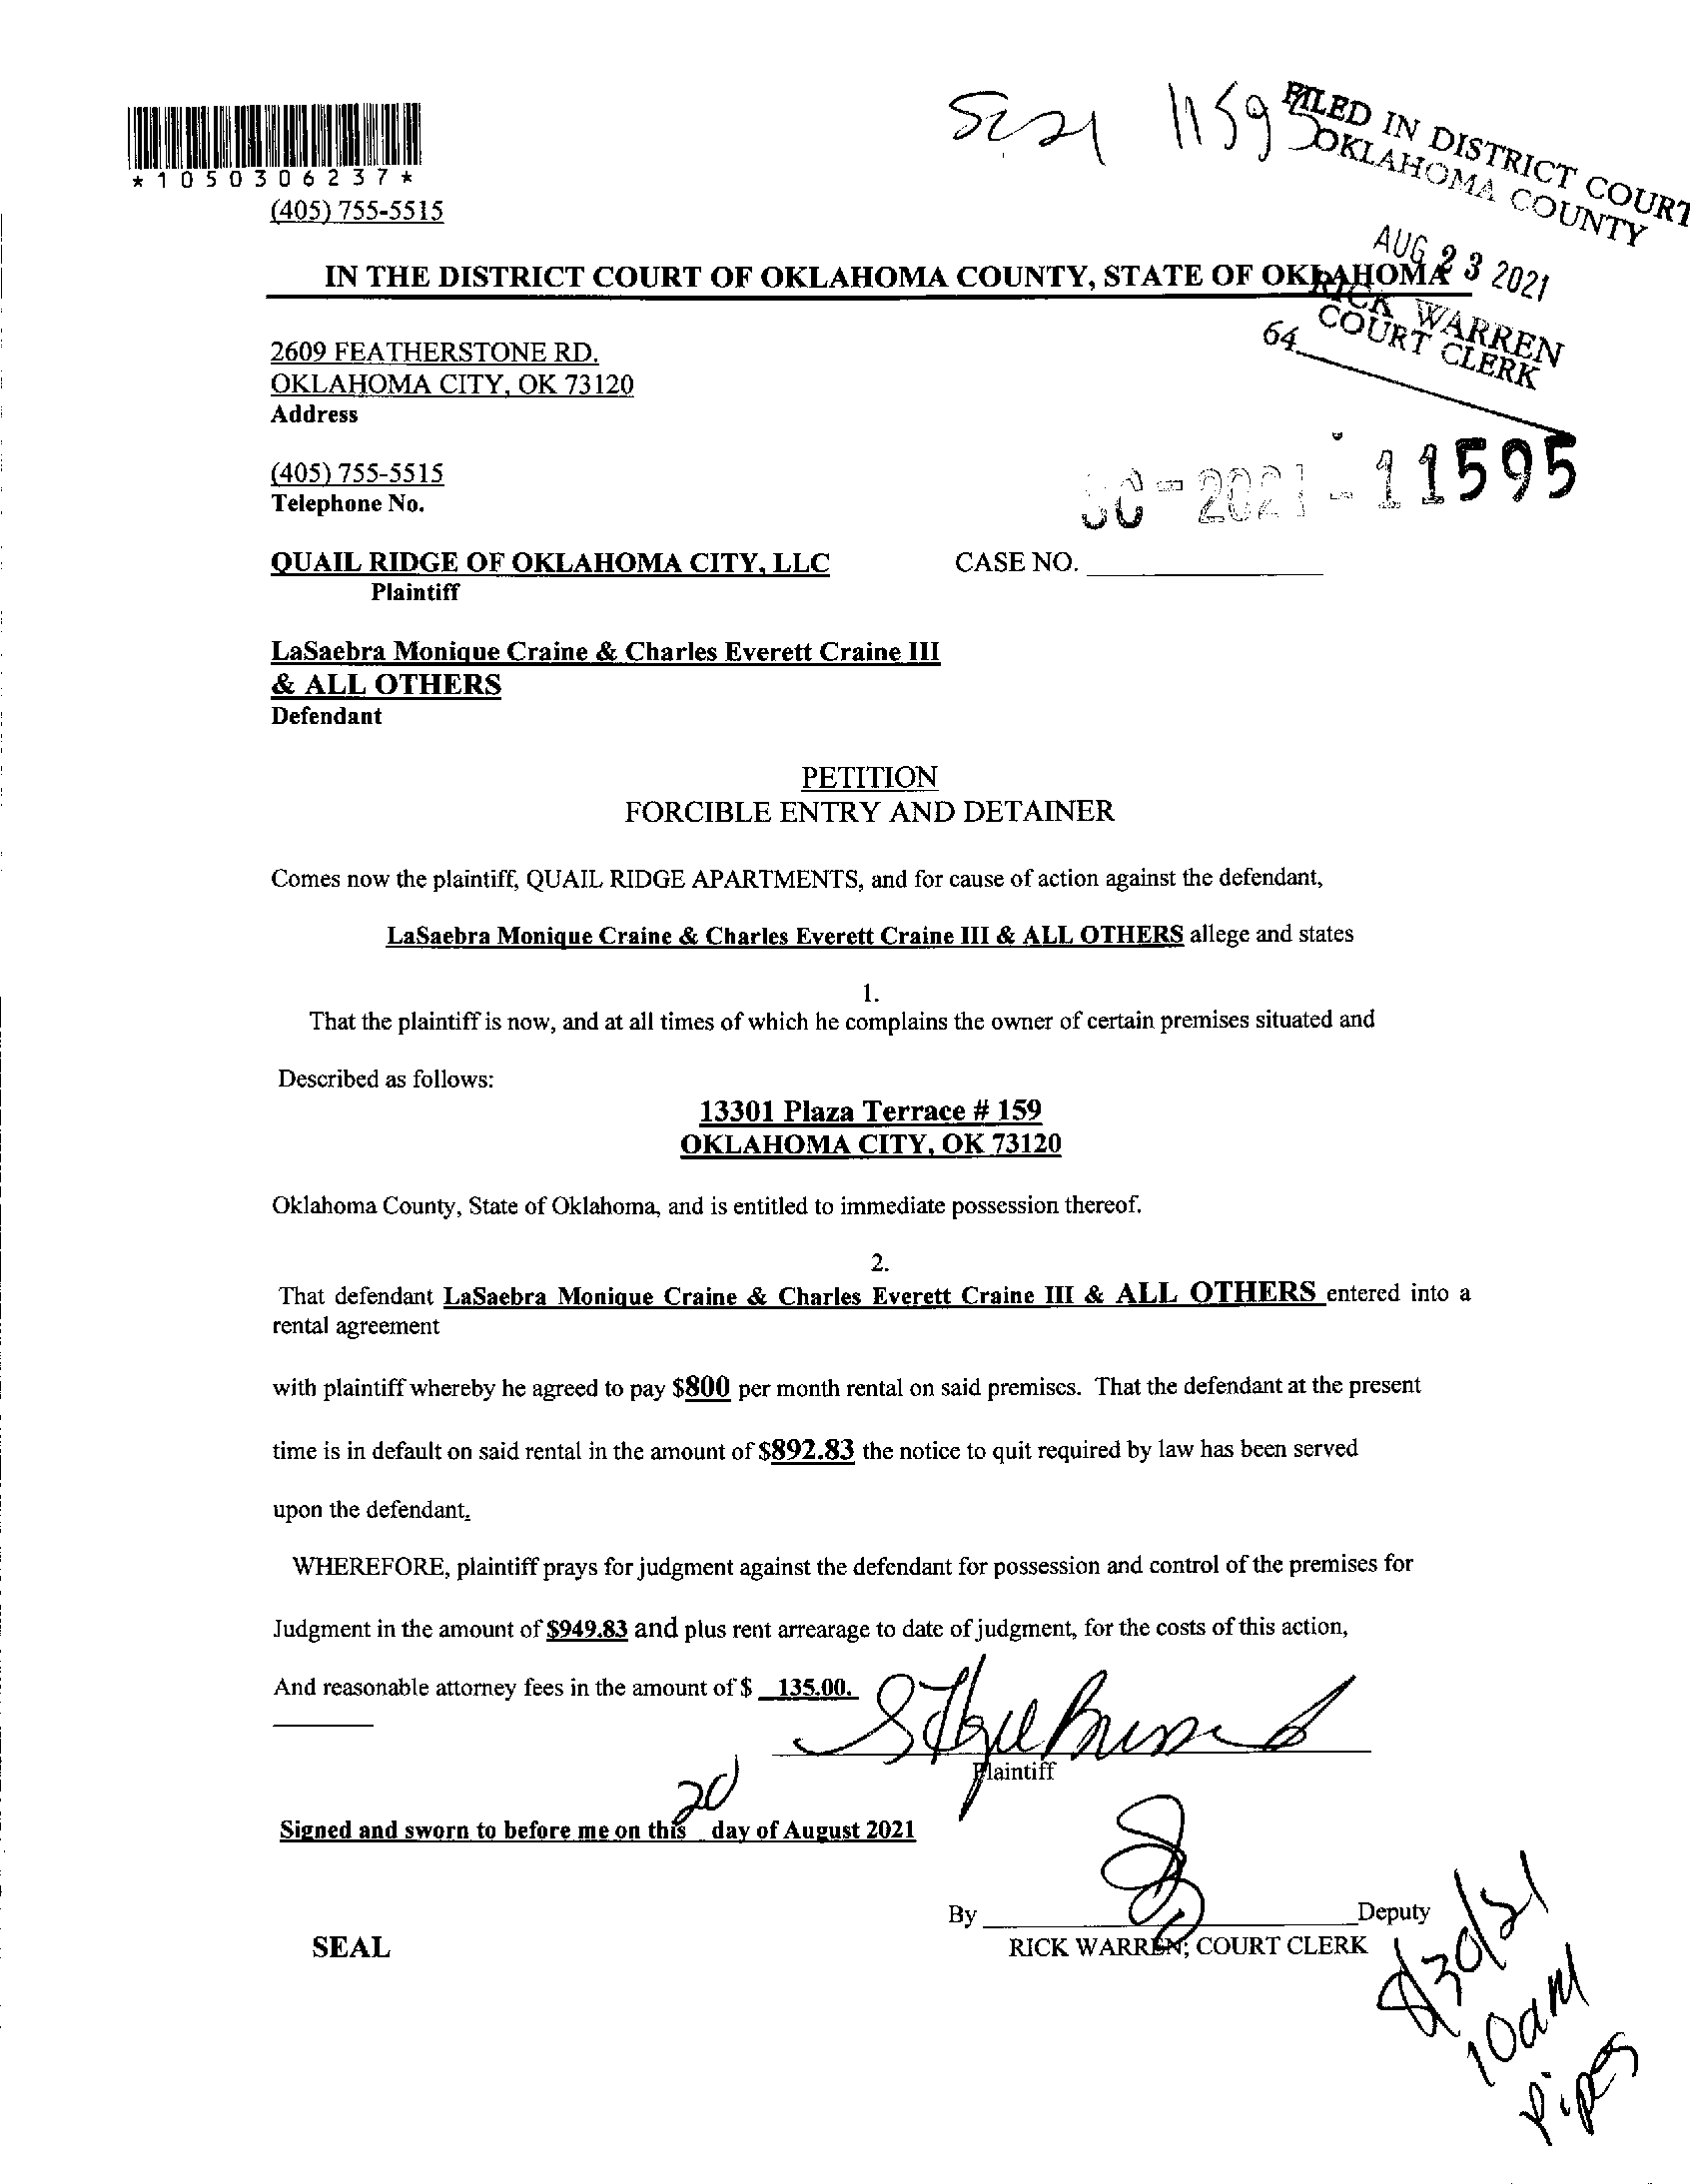 SC21 11595
FILED IN DISTRICT COURT
OKLAHOMA COUNTY
*1050306237*
(405) 755-5515
AUG 23 2021
IN THE DISTRICT COURT OF OKLAHOMA COUNTY, STATE OF OKLAHOMA
RICK WARREN
COURT CLERK
64
2609 FEATHERSTONE RD.
OKLAHOMA CITY, OK 73120
Address
(405) 755-5515
Telephone No.
SC-2021-11595
QUAIL RIDGE OF OKLAHOMA CITY, LLC CASE NO.
Plaintiff
LaSaebra Monique Craine & Charles Everett Craine III
& ALL OTHERS
Defendant
PETITION
FORCIBLE ENTRY AND DETAINER
Comes now the plaintiff, QUAIL RIDGE APARTMENTS, and for cause of action against the defendant,
LaSaebra Monique Craine & Charles Everett Craine III & ALL OTHERS allege and states
1.
That the plaintiff is now, and at all times of which he complains the owner of certain premises situated and
Described as follows:
13301 Plaza Terrace # 159
OKLAHOMA CITY, OK 73120
Oklahoma County, State of Oklahoma, and is entitled to immediate possession thereof.
2.
That defendant LaSaebra Monique Craine & Charles Everett Craine III & ALL OTHERS entered into a
rental agreement
with plaintiff whereby he agreed to pay $800 per month rental on said premises. That the defendant at the present
time is in default on said rental in the amount of $892.83 the notice to quit required by law has been served
upon the defendant.
WHEREFORE, plaintiff prays for judgment against the defendant for possession and control of the premises for
Judgment in the amount of $949.83 and plus rent arrearage to date of judgment, for the costs of this action,
And reasonable attorney fees in the amount of $ 135.00.
Plaintiff
Signed and sworn to before me on this 20 day of August 2021
By Deputy
SEAL
RICK WARREN; COURT CLERK
8/30/21
10am
Pipes